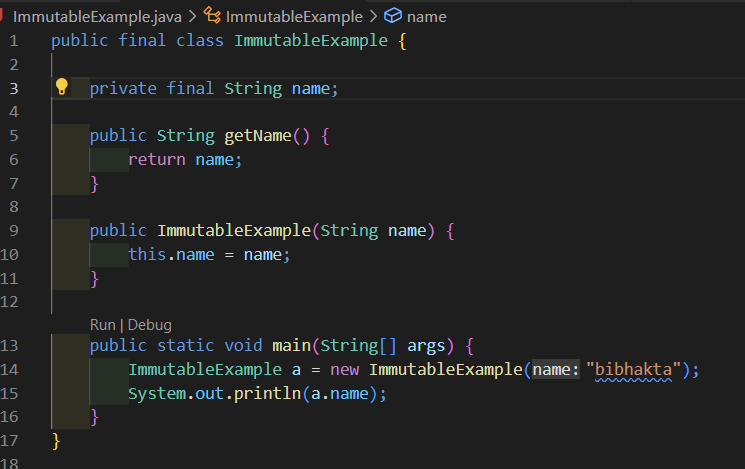 ImmutableExample.java > ImmutableExample > name
1 public final class ImmutableExample {
2
3 private final String name;
4
5 public String getName() {
6 return name;
7 }
8
9 public ImmutableExample(String name) {
10 this.name = name;
11 }
12
Run | Debug
13 public static void main(String[] args) {
14 ImmutableExample a = new ImmutableExample(name: "bibhakta");
15 System.out.println(a.name);
16 }
17 }
18